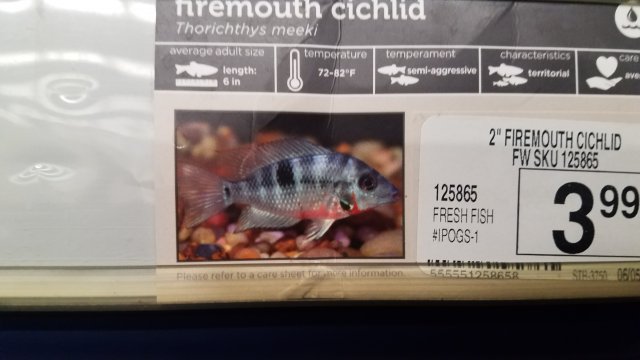 firemouth cichlid
Thorichthys meeki
average adult size
length:
6 in
temperature
72-82°F
temperament
semi-aggressive
characteristics
territorial
care
2" FIREMOUTH CICHLID
FW SKU 125865
125865
FRESH FISH
#IPOGS-1
3.99
Please refer to a care sheet for more information.
555551258658